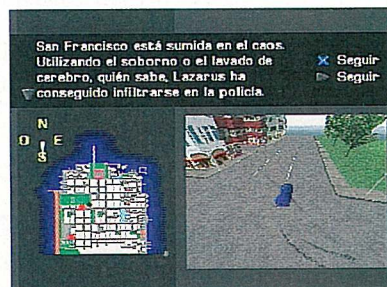 San Francisco está sumida en el caos.
Utilizando el soborno o el lavado de
cerebro, quién sabe, Lazarus ha
conseguido infiltrarse en la policía.
Seguir
Seguir
N
O E
S